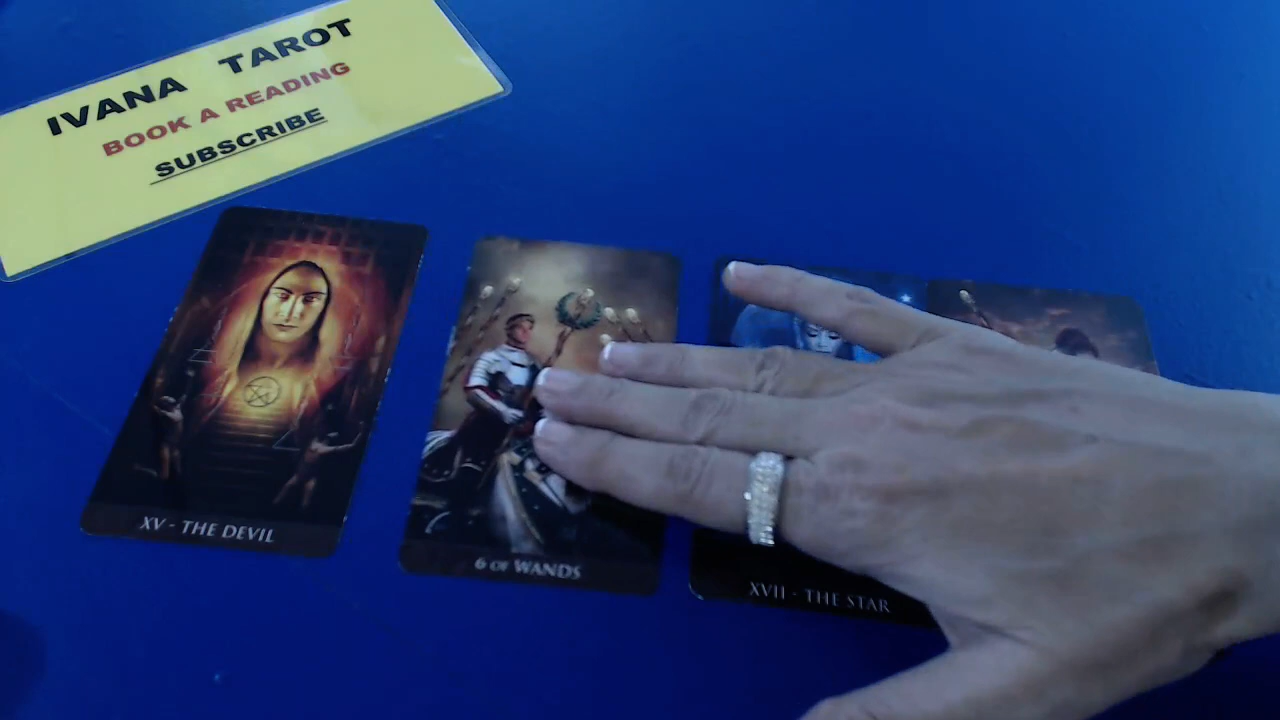 IVANA TAROT
BOOK A READING
SUBSCRIBE
XV - THE DEVIL
6 OF WANDS
XVII - THE STAR